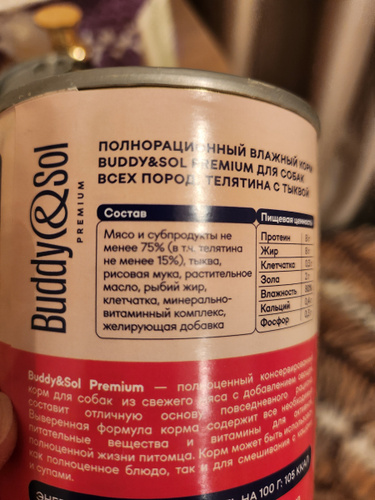 Buddy&Sol
PREMIUM
ПОЛНОРАЦИОННЫЙ ВЛАЖНЫЙ КОРМ
BUDDY&SOL PREMIUM ДЛЯ СОБАК
ВСЕХ ПОРОД: ТЕЛЯТИНА С ТЫКВОЙ
Состав
Мясо и субпродукты не
менее 75% (в т.ч. телятина
не менее 15%), тыква,
рисовая мука, растительное
масло, рыбий жир,
клетчатка, минерально-
витаминный комплекс,
желирующая добавка
Пищевая ценность
Протеин
Жир
Клетчатка
Зола
Влажность
Кальций
Фосфор
Buddy&Sol Premium — полноценный консервированный
корм для собак из свежего мяса с добавлением овощей,
составит отличную основу повседневного рациона.
Выверенная формула корма содержит все необходимые
питательные вещества и витамины для активной
полноценной жизни питомца. Корм может быть использован
как полноценное блюдо, так и для смешивания с кашами
и супами.
НА 100 Г: 105 ККАЛ